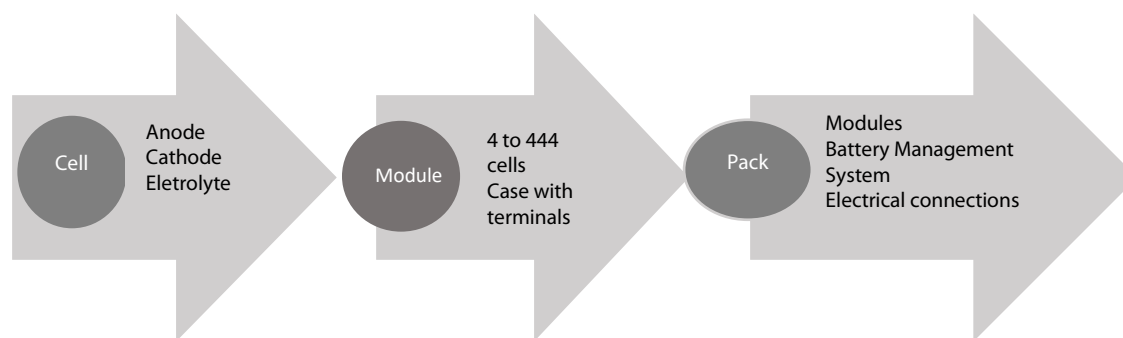 Cell
Anode
Cathode
Eletrolyte
Module
4 to 444
cells
Case with
terminals
Pack
Modules
Battery Management
System
Electrical connections